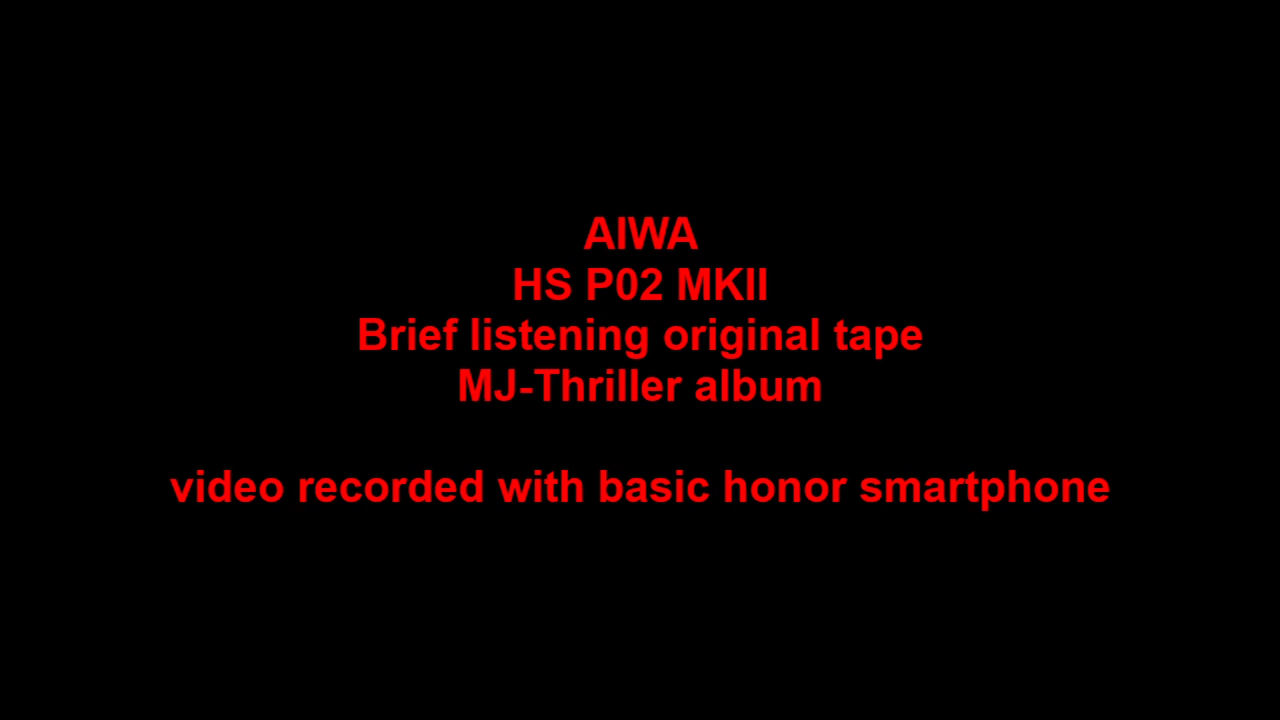 AIWA
HS P02 MKII
Brief listening original tape
MJ-Thriller album
video recorded with basic honor smartphone